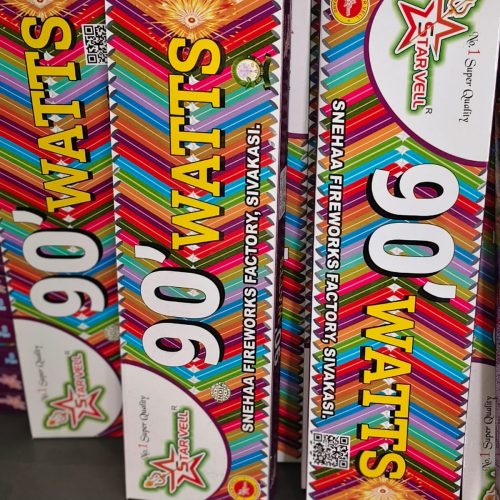 90' WATTS
STARVELL R
No.1 Super Quality
90' WATTS
SNEHAA FIREWORKS FACTORY, SIVAKASI.
STARVELL R
No.1 Super Quality
STARVELL R
No.1 Super Quality
90' WATTS
SNEHAA FIREWORKS FACTORY, SIVAKASI.